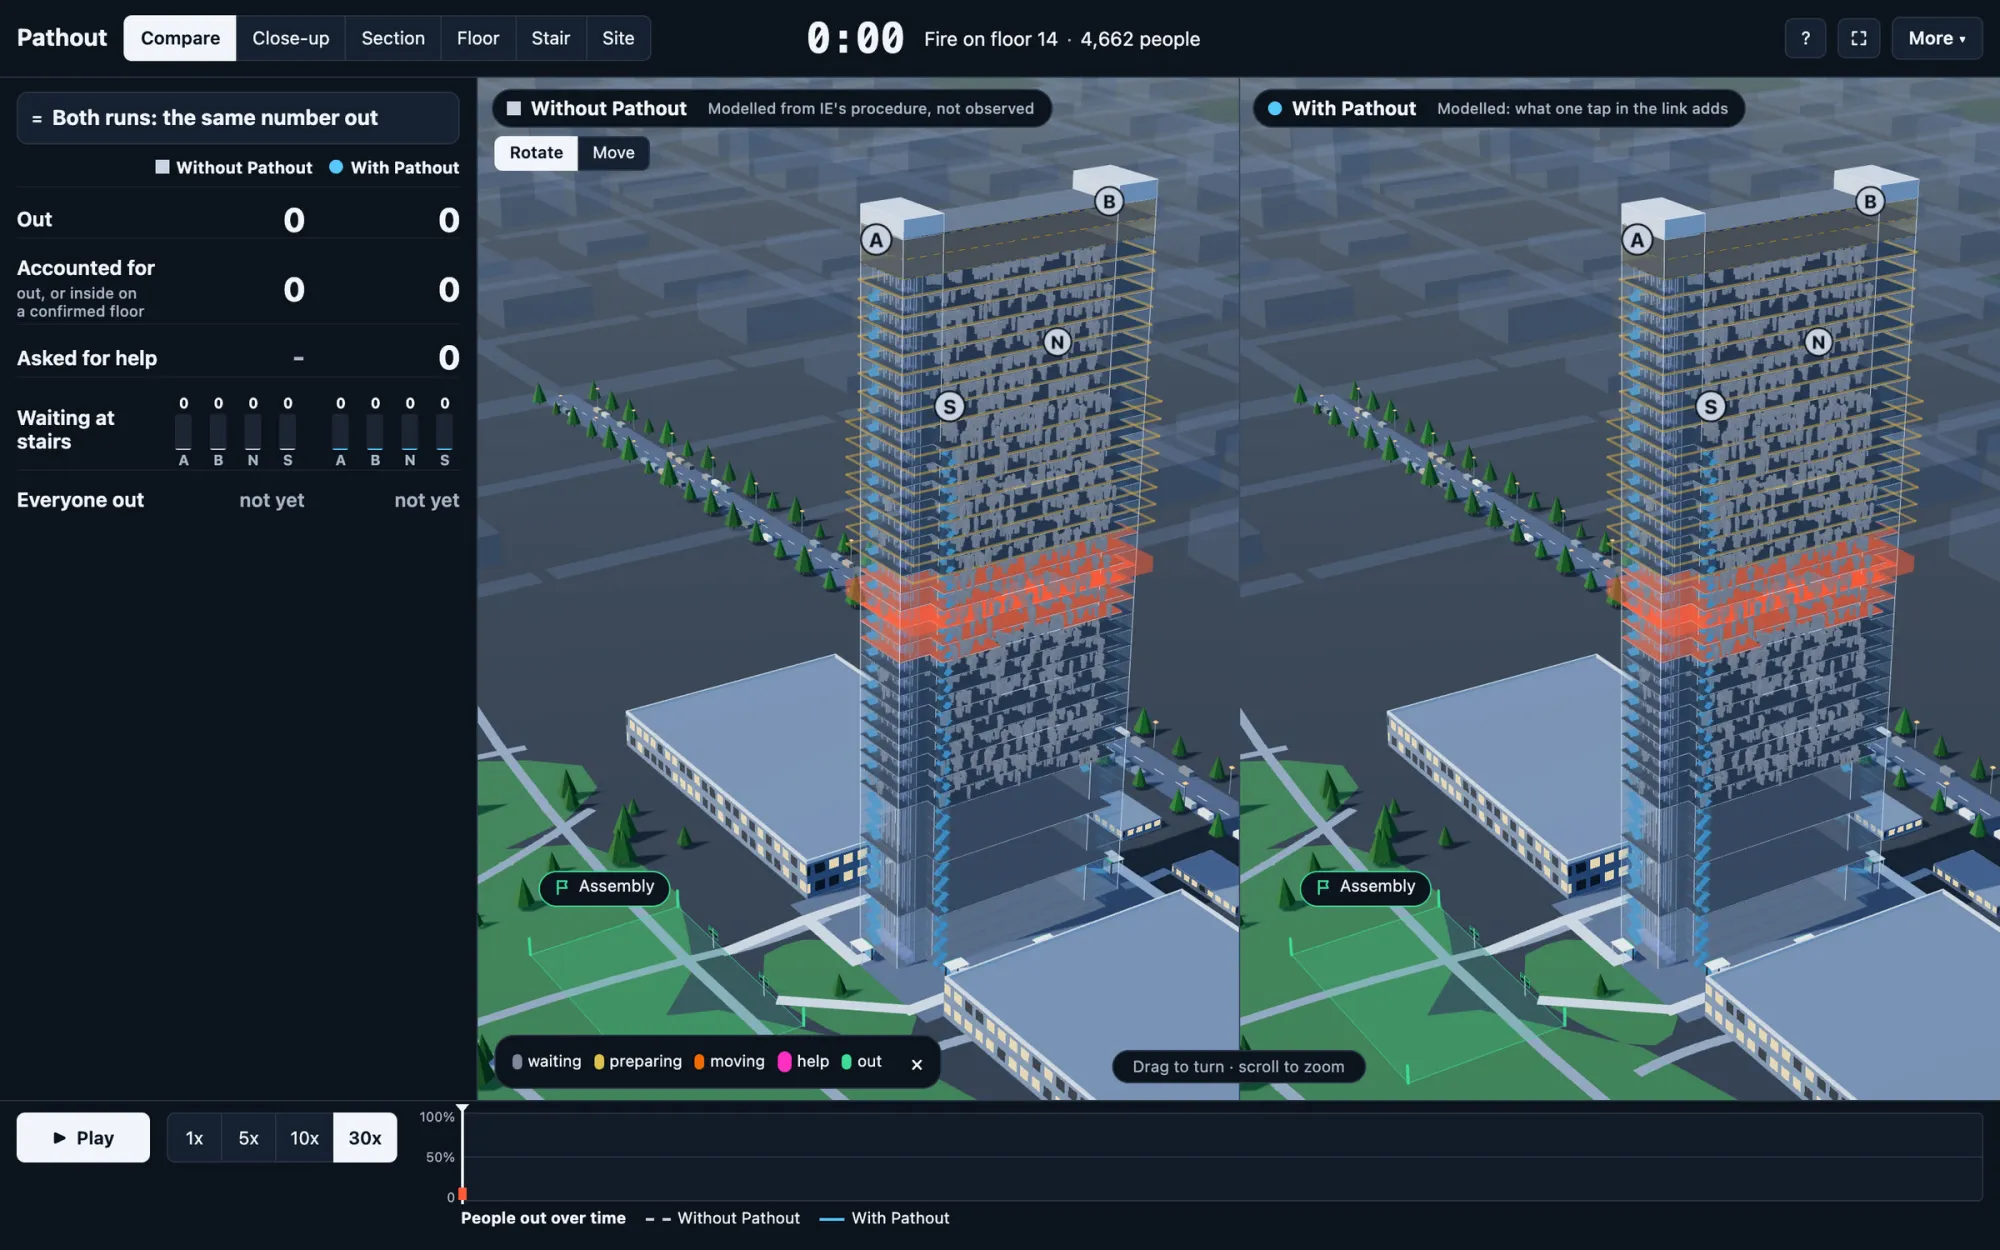 Pathout
Compare Close-up Section Floor Stair Site
0:00 Fire on floor 14 · 4,662 people
? More ▾
= Both runs: the same number out
Without Pathout With Pathout
Out 0 0
Accounted for
out, or inside on
a confirmed floor
0 0
Asked for help – 0
Waiting at
stairs
0 0 0 0 0 0 0 0
A B N S A B N S
Everyone out not yet not yet
Without Pathout Modelled from IE's procedure, not observed
Rotate Move
A
B
N
S
Assembly
waiting preparing moving help out ×
With Pathout Modelled: what one tap in the link adds
A
B
N
S
Assembly
Drag to turn · scroll to zoom
Play
1x 5x 10x 30x
100%
50%
0
People out over time Without Pathout With Pathout